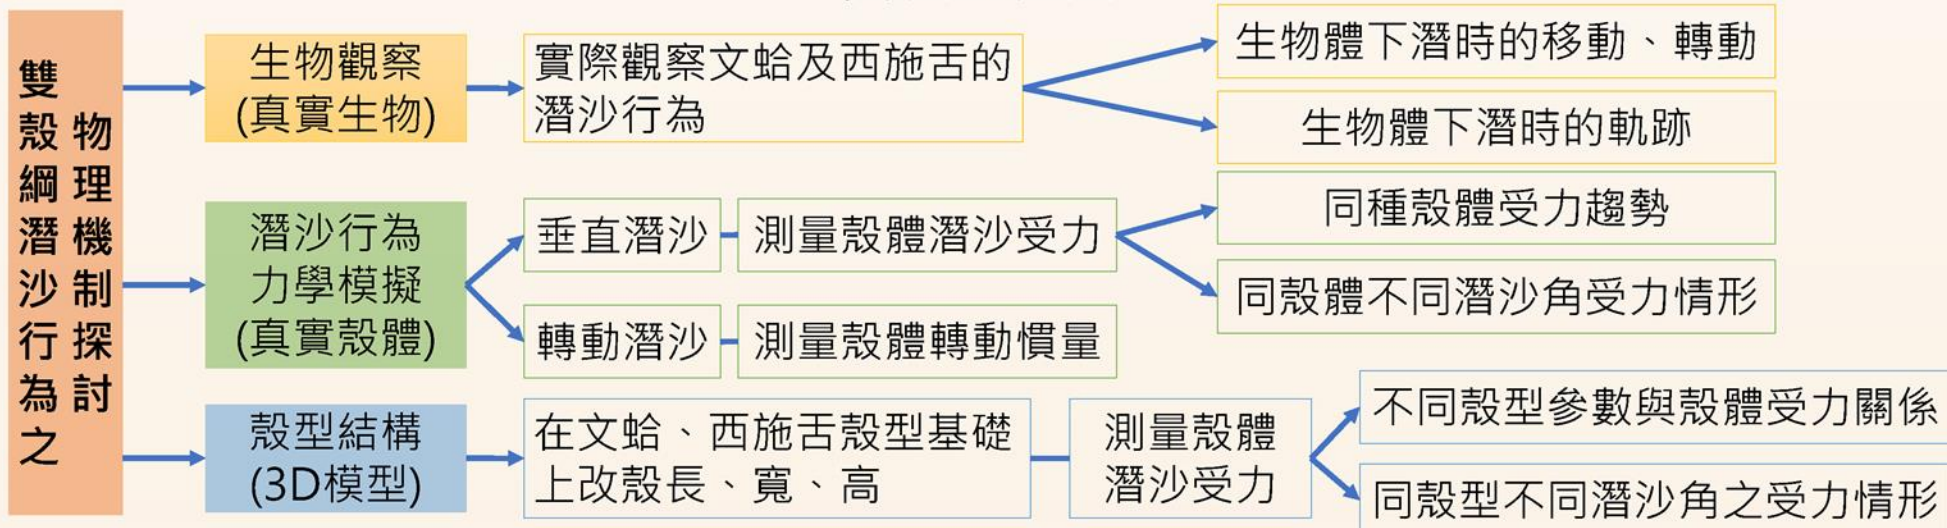 雙殼綱潛沙行為之
物理機制探討
生物觀察
(真實生物)
實際觀察文蛤及西施舌的
潛沙行為
生物體下潛時的移動、轉動
生物體下潛時的軌跡
潛沙行為
力學模擬
(真實殼體)
垂直潛沙
測量殼體潛沙受力
同種殼體受力趨勢
同殼體不同潛沙角受力情形
轉動潛沙
測量殼體轉動慣量
殼型結構
(3D模型)
在文蛤、西施舌殼型基礎
上改殼長、寬、高
測量殼體
潛沙受力
不同殼型參數與殼體受力關係
同殼型不同潛沙角之受力情形